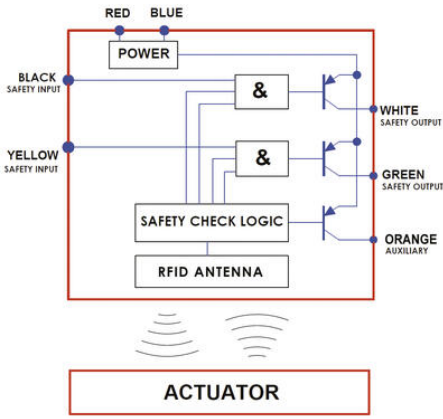 RED BLUE
POWER
BLACK
SAFETY INPUT
&
WHITE
SAFETY OUTPUT
YELLOW
SAFETY INPUT
&
GREEN
SAFETY OUTPUT
SAFETY CHECK LOGIC
ORANGE
AUXILIARY
RFID ANTENNA
ACTUATOR